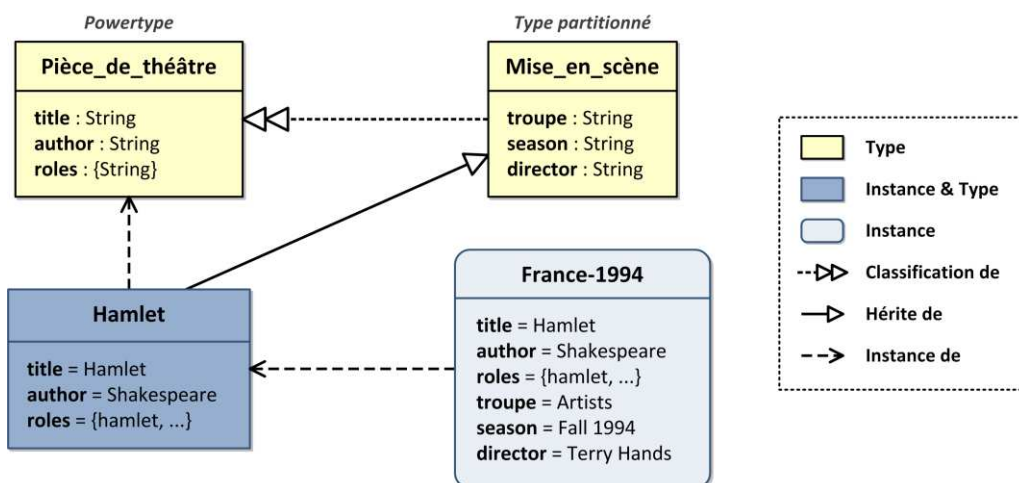 Powertype
Type partitionné
Pièce_de_théâtre
title : String
author : String
roles : {String}
Mise_en_scène
troupe : String
season : String
director : String
Type
Instance & Type
Instance
Classification de
Hérite de
Instance de
Hamlet
title = Hamlet
author = Shakespeare
roles = {hamlet, ...}
France-1994
title = Hamlet
author = Shakespeare
roles = {hamlet, ...}
troupe = Artists
season = Fall 1994
director = Terry Hands